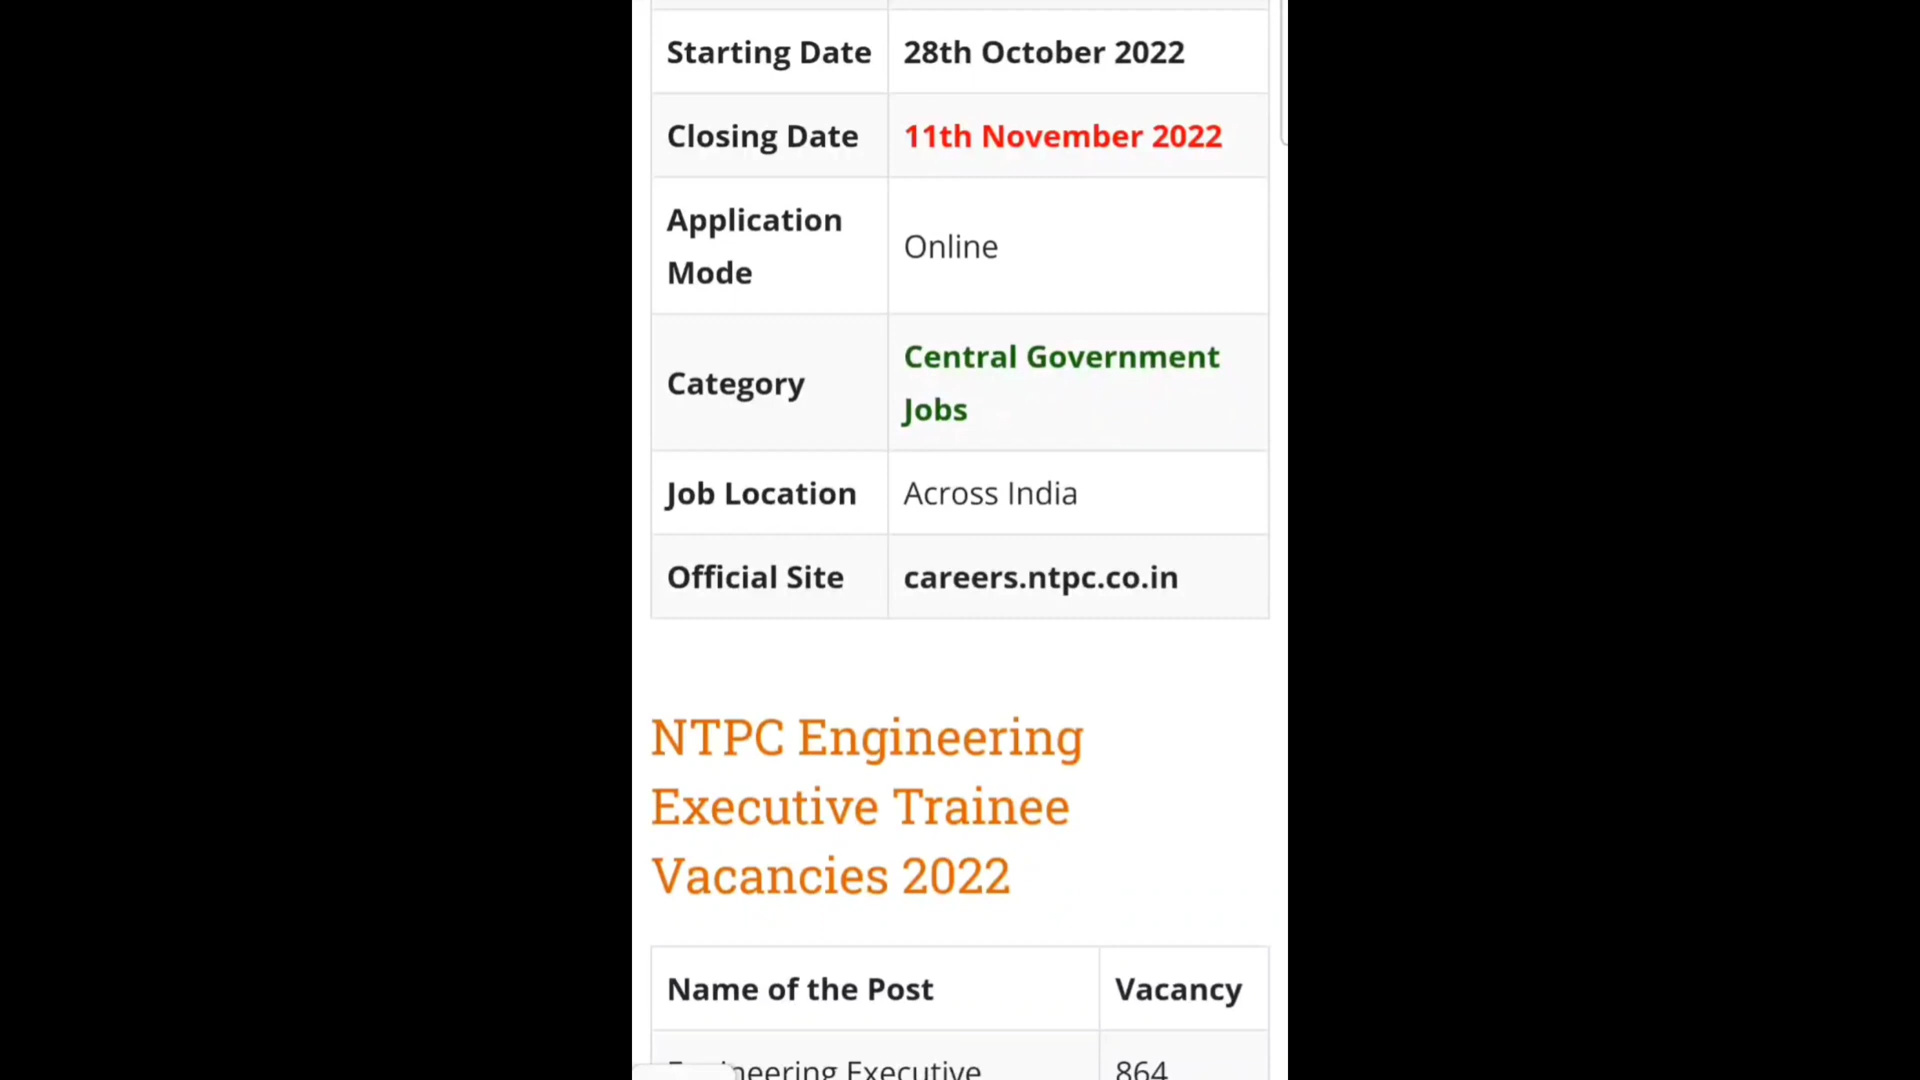 Starting Date 28th October 2022
Closing Date 11th November 2022
Application
Mode
Online
Category
Central Government
Jobs
Job Location Across India
Official Site careers.ntpc.co.in
NTPC Engineering
Executive Trainee
Vacancies 2022
Name of the Post Vacancy
Executive 864